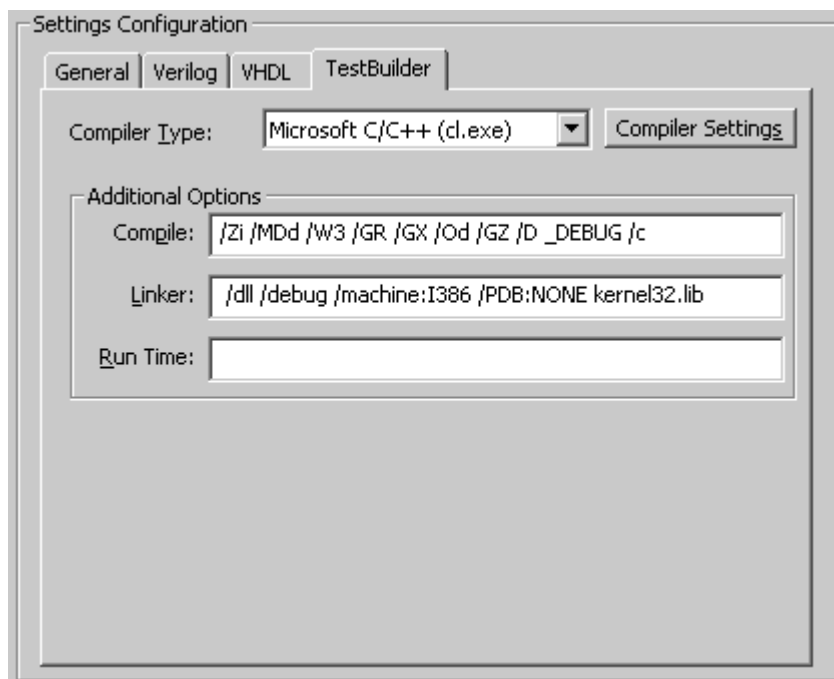 Settings Configuration
General Verilog VHDL TestBuilder
Compiler Type: Microsoft C/C++ (cl.exe) Compiler Settings
Additional Options
Compile: /Zi /MDd /W3 /GR /GX /Od /GZ /D _DEBUG /c
Linker: /dll /debug /machine:I386 /PDB:NONE kernel32.lib
Run Time: